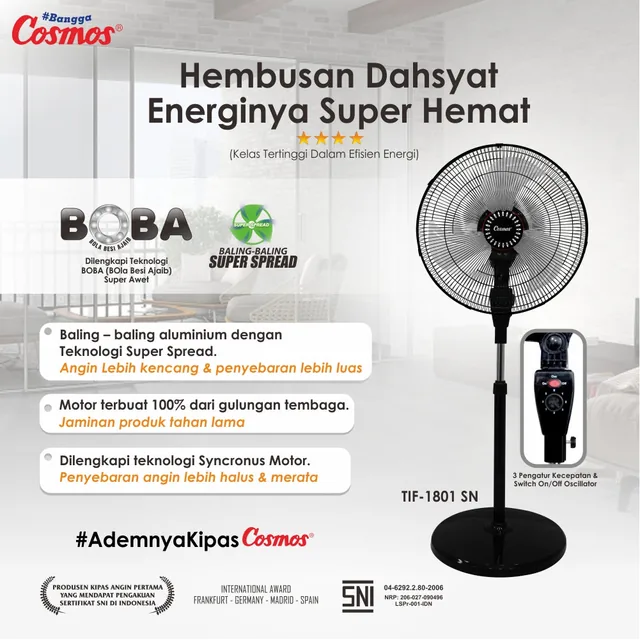 #Bangga
Cosmos®
Hembusan Dahsyat
Energinya Super Hemat
(Kelas Tertinggi Dalam Efisien Energi)
BOBA
BOLA BESI AJAIB
Dilengkapi Teknologi
BOBA (BOla Besi Ajaib)
Super Awet
SUPER SPREAD
BALING-BALING
SUPER SPREAD
Cosmos
Baling – baling aluminium dengan
Teknologi Super Spread.
Angin Lebih kencang & penyebaran lebih luas
Motor terbuat 100% dari gulungan tembaga.
Jaminan produk tahan lama
Dilengkapi teknologi Syncronus Motor.
Penyebaran angin lebih halus & merata
3 Pengatur Kecepatan &
Switch On/Off Oscillator
TIF-1801 SN
#AdemnyaKipas Cosmos®
PRODUSEN KIPAS ANGIN PERTAMA
YANG MENDAPAT PENGAKUAN
SERTIFIKAT SNI DI INDONESIA
INTERNATIONAL AWARD
FRANKFURT - GERMANY - MADRID - SPAIN
SNI
04-6292.2.80-2006
NRP: 206-027-090496
LSPr-001-IDN